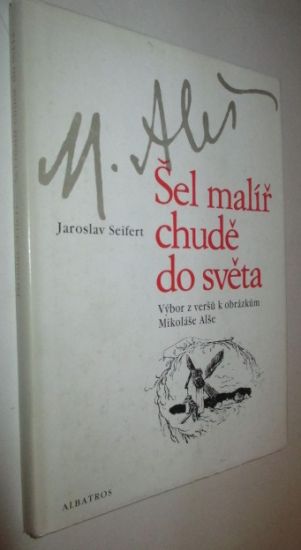 M. Aleš
Jaroslav Seifert
Šel malíř
chudě
do světa
Výbor z veršů k obrázkům
Mikoláše Alše
ALBATROS